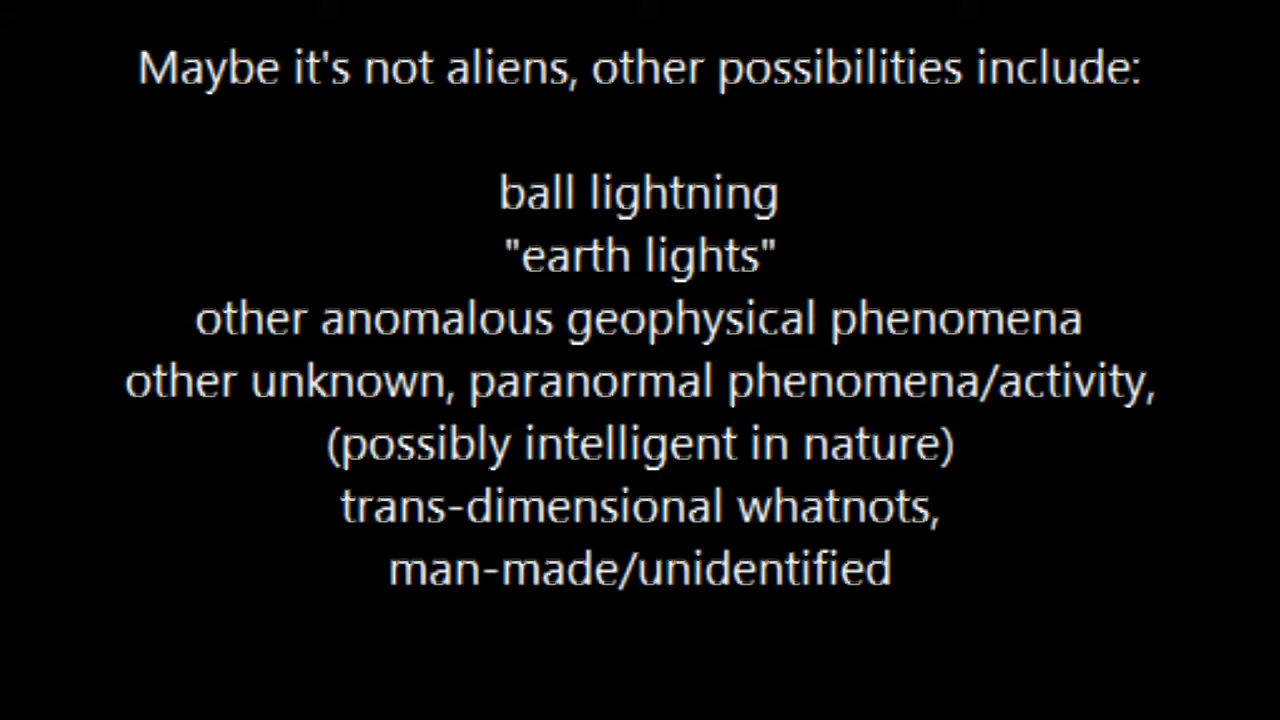 Maybe it's not aliens, other possibilities include:
ball lightning
"earth lights"
other anomalous geophysical phenomena
other unknown, paranormal phenomena/activity,
(possibly intelligent in nature)
trans-dimensional whatnots,
man-made/unidentified